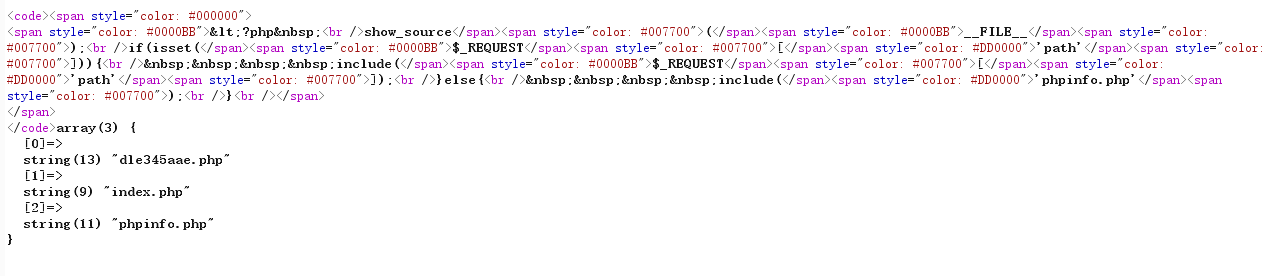 <code><span style="color: #000000">
<span style="color: #0000BB">&lt;?php&nbsp;<br />show_source</span><span style="color: #007700">(</span><span style="color: #0000BB">__FILE__</span><span style="color:
#007700">);<br />if(isset(</span><span style="color: #0000BB">$_REQUEST</span><span style="color: #007700">[</span><span style="color: #DD0000">'path'</span><span style="color:
#007700">])){<br />&nbsp;&nbsp;&nbsp;&nbsp;include(</span><span style="color: #0000BB">$_REQUEST</span><span style="color: #007700">[</span><span style="color:
#DD0000">'path'</span><span style="color: #007700">]);<br />}else{<br />&nbsp;&nbsp;&nbsp;&nbsp;include(</span><span style="color: #DD0000">'phpinfo.php'</span><span
style="color: #007700">);<br />}<br /></span>
</span>
</code>array(3) {
[0]=>
string(13) "dle345aae.php"
[1]=>
string(9) "index.php"
[2]=>
string(11) "phpinfo.php"
}